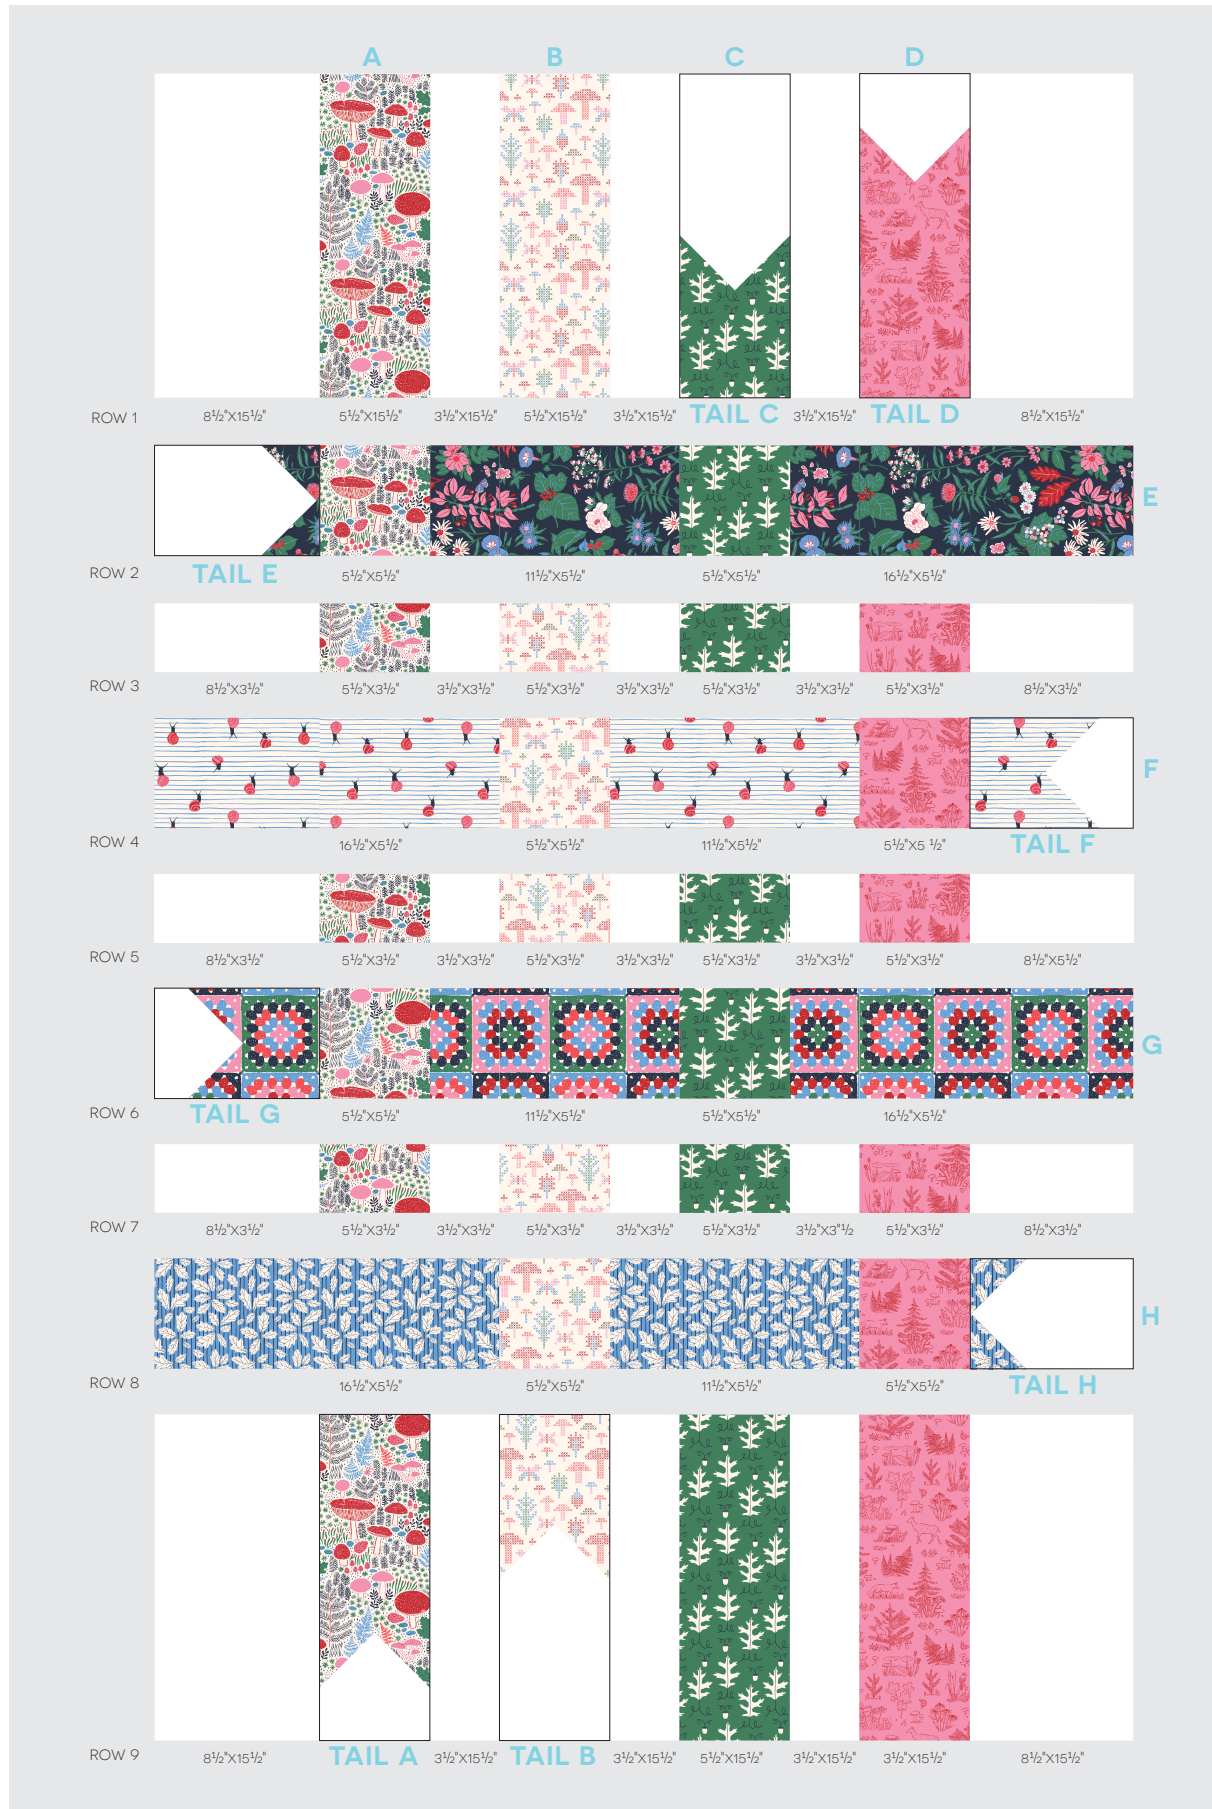 A B C D
ROW 1 8½"X15½" 5½"X15½" 3½"X15½" 5½"X15½" 3½"X15½" TAIL C 3½"X15½" TAIL D 8½"X15½"
E
ROW 2 TAIL E 5½"X5½" 11½"X5½" 5½"X5½" 16½"X5½"
ROW 3 8½"X3½" 5½"X3½" 3½"X3½" 5½"X3½" 3½"X3½" 5½"X3½" 3½"X3½" 5½"X3½" 8½"X3½"
F
ROW 4 16½"X5½" 5½"X5½" 11½"X5½" 5½"X5 ½" TAIL F
ROW 5 8½"X3½" 5½"X3½" 3½"X3½" 5½"X3½" 3½"X3½" 5½"X3½" 3½"X3½" 5½"X3½" 8½"X5½"
G
ROW 6 TAIL G 5½"X5½" 11½"X5½" 5½"X5½" 16½"X5½"
ROW 7 8½"X3½" 5½"X3½" 3½"X3½" 5½"X3½" 3½"X3½" 5½"X3½" 3½"X3"½ 5½"X3½" 8½"X3½"
H
ROW 8 16½"X5½" 5½"X5½" 11½"X5½" 5½"X5½" TAIL H
ROW 9 8½"X15½" TAIL A 3½"X15½" TAIL B 3½"X15½" 5½"X15½" 3½"X15½" 3½"X15½" 8½"X15½"